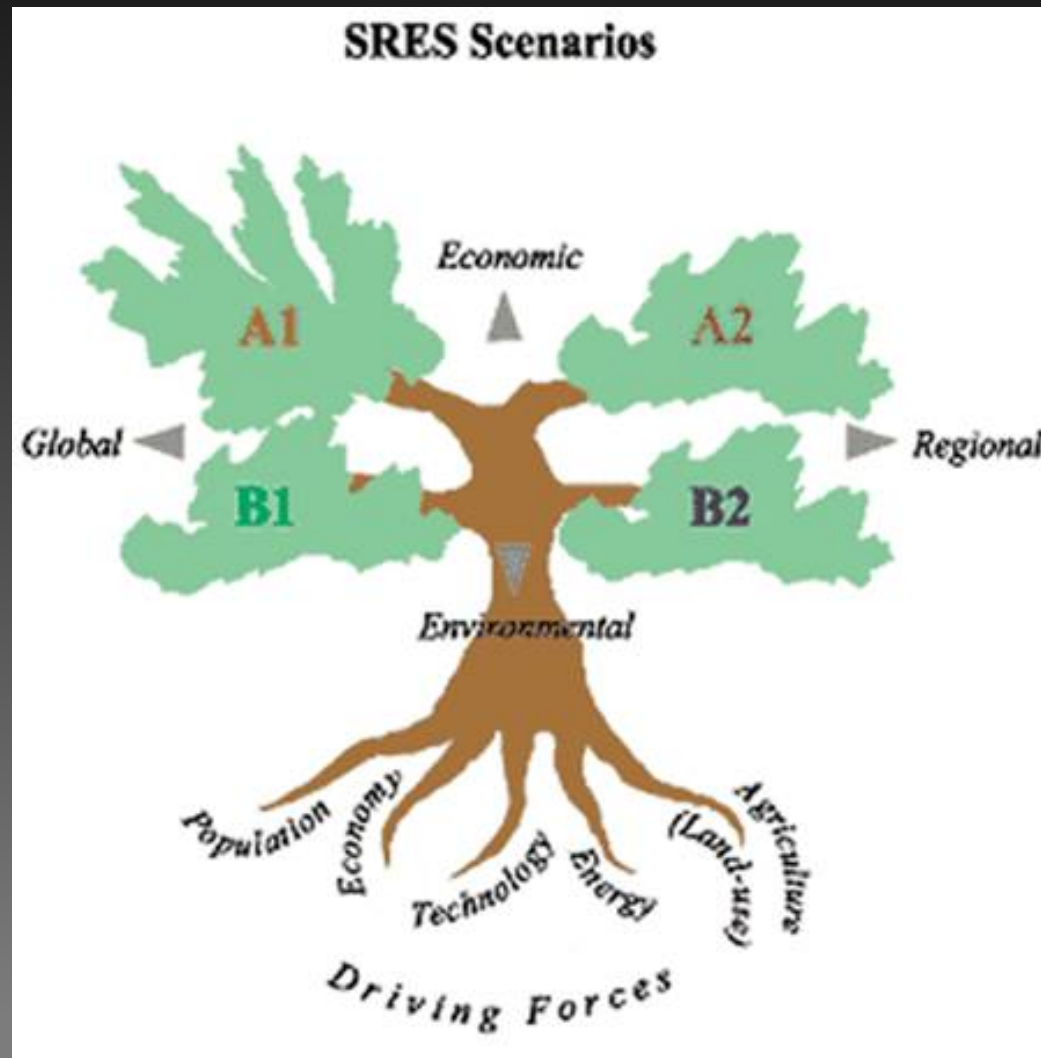 SRES Scenarios
Economic
A1
A2
Global
Regional
B1
B2
Environmental
Population
Economy
Technology
Energy
(Land-use)
Agriculture
Driving Forces